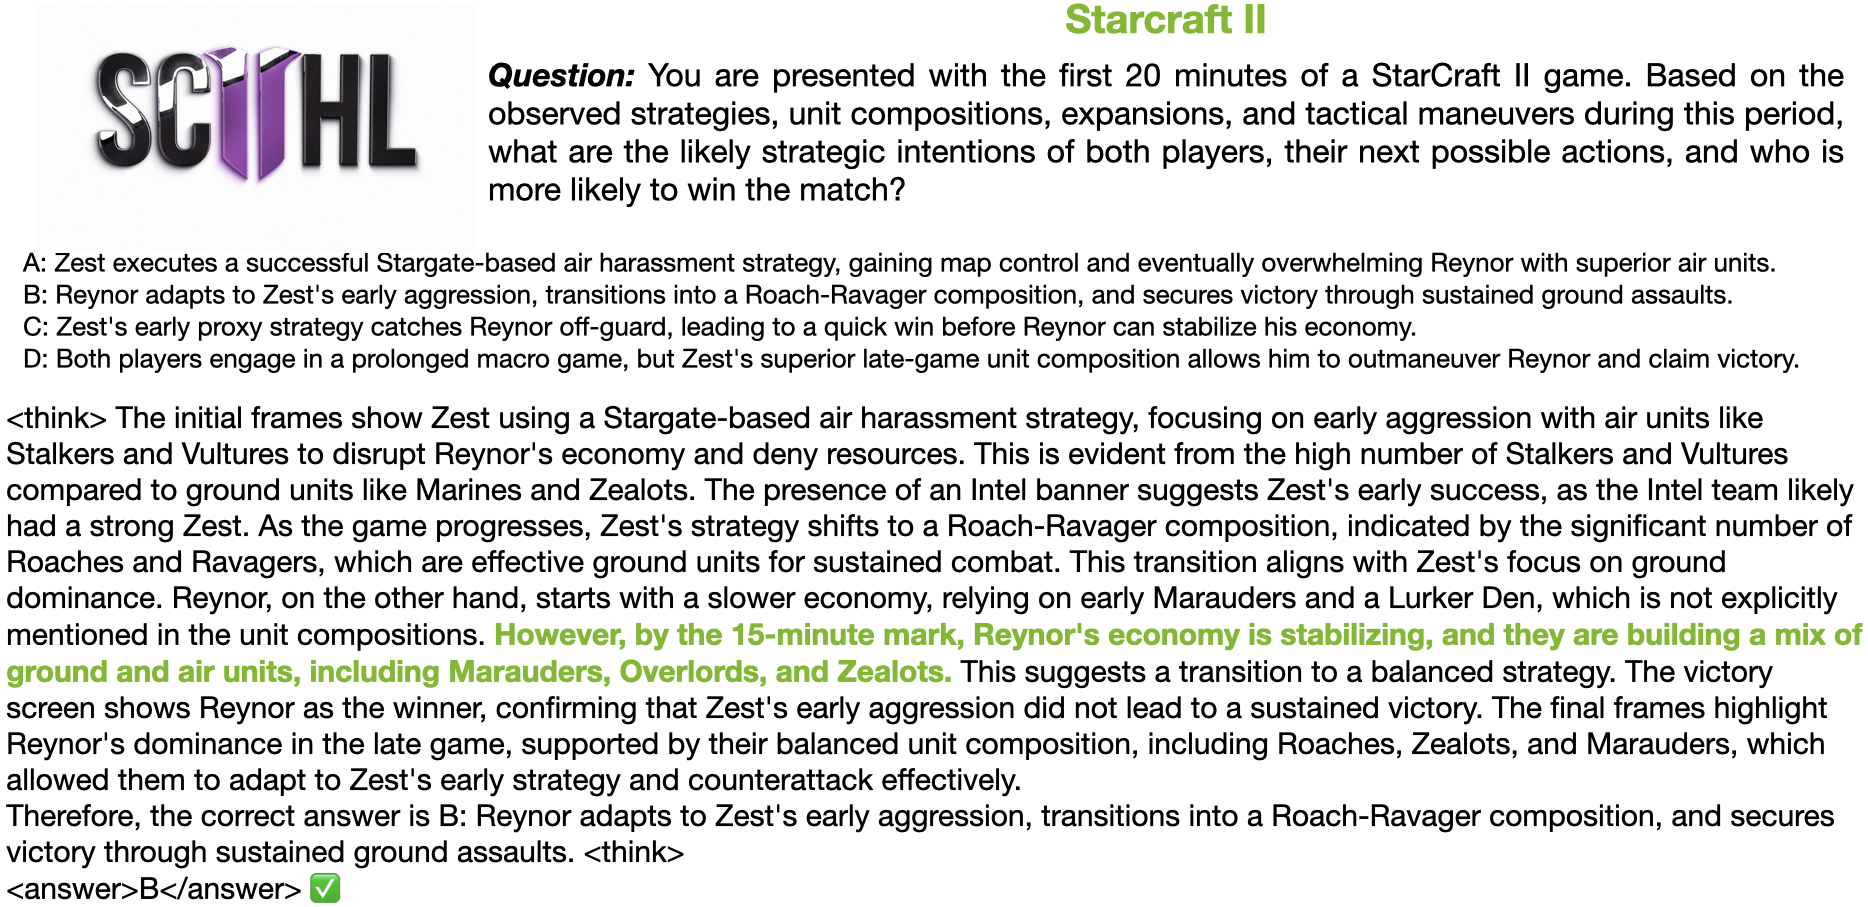 SCIIHL
Starcraft II
Question: You are presented with the first 20 minutes of a StarCraft II game. Based on the
observed strategies, unit compositions, expansions, and tactical maneuvers during this period,
what are the likely strategic intentions of both players, their next possible actions, and who is
more likely to win the match?
A: Zest executes a successful Stargate-based air harassment strategy, gaining map control and eventually overwhelming Reynor with superior air units.
B: Reynor adapts to Zest's early aggression, transitions into a Roach-Ravager composition, and secures victory through sustained ground assaults.
C: Zest's early proxy strategy catches Reynor off-guard, leading to a quick win before Reynor can stabilize his economy.
D: Both players engage in a prolonged macro game, but Zest's superior late-game unit composition allows him to outmaneuver Reynor and claim victory.
<think> The initial frames show Zest using a Stargate-based air harassment strategy, focusing on early aggression with air units like
Stalkers and Vultures to disrupt Reynor's economy and deny resources. This is evident from the high number of Stalkers and Vultures
compared to ground units like Marines and Zealots. The presence of an Intel banner suggests Zest's early success, as the Intel team likely
had a strong Zest. As the game progresses, Zest's strategy shifts to a Roach-Ravager composition, indicated by the significant number of
Roaches and Ravagers, which are effective ground units for sustained combat. This transition aligns with Zest's focus on ground
dominance. Reynor, on the other hand, starts with a slower economy, relying on early Marauders and a Lurker Den, which is not explicitly
mentioned in the unit compositions. However, by the 15-minute mark, Reynor's economy is stabilizing, and they are building a mix of
ground and air units, including Marauders, Overlords, and Zealots. This suggests a transition to a balanced strategy. The victory
screen shows Reynor as the winner, confirming that Zest's early aggression did not lead to a sustained victory. The final frames highlight
Reynor's dominance in the late game, supported by their balanced unit composition, including Roaches, Zealots, and Marauders, which
allowed them to adapt to Zest's early strategy and counterattack effectively.
Therefore, the correct answer is B: Reynor adapts to Zest's early aggression, transitions into a Roach-Ravager composition, and secures
victory through sustained ground assaults. <think>
<answer>B</answer> ✅